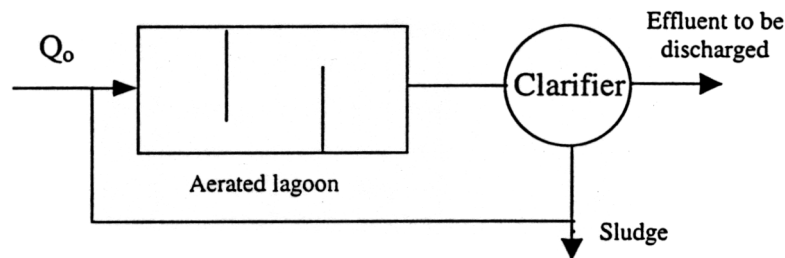 Effluent to be
discharged
Qo
Clarifier
Aerated lagoon
Sludge